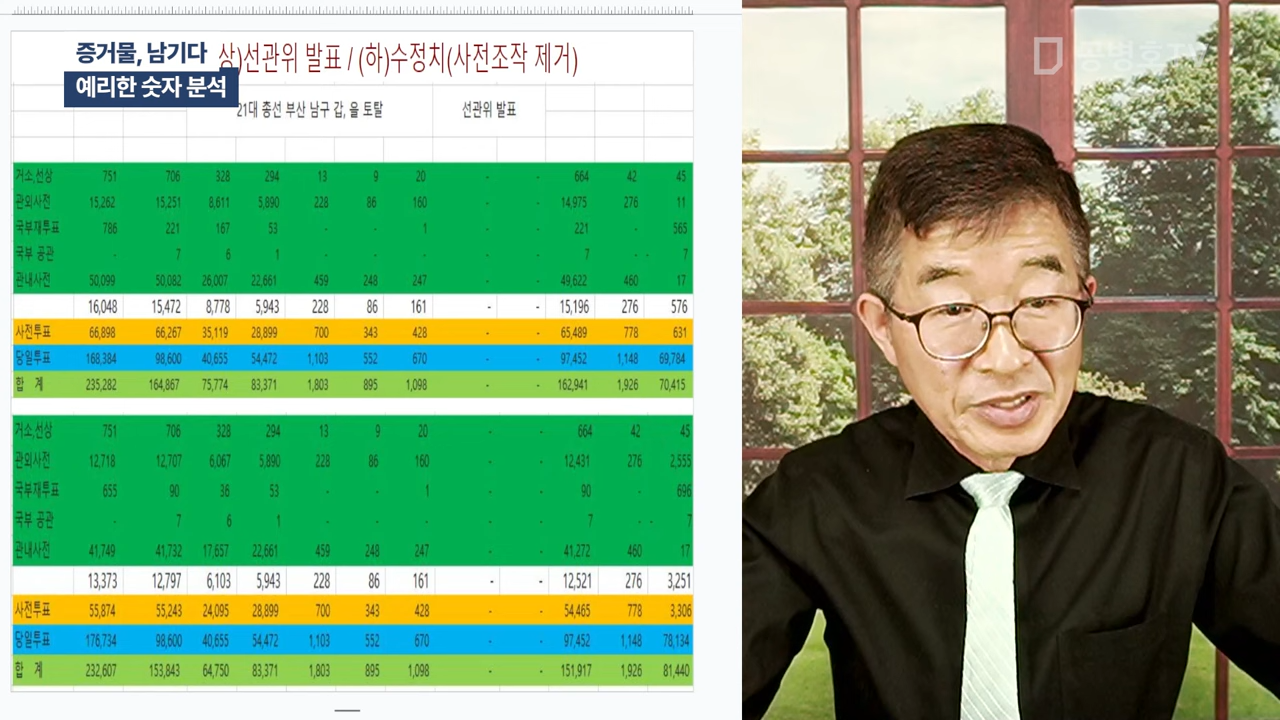 증거물, 남기다
예리한 숫자 분석
상)선관위 발표 / (하)수정치(사전조작 제거)
공병호TV
21대 총선 부산 남구 갑, 을 토탈 선관위 발표
거소,선상 751 706 328 294 13 9 20 - - 664 42 45
관외사전 15,262 15,251 8,611 5,890 228 86 160 - - 14,975 276 11
국부재투표 786 221 167 53 - - 1 221 - 565
국부 공관 - 7 6 1 - - - 7 - - 7
관내사전 50,099 50,082 26,007 22,661 459 248 247 49,622 460 17
16,048 15,472 8,778 5,943 228 86 161 - - 15,196 276 576
사전투표 66,898 66,267 35,119 28,899 700 343 428 - - 65,489 778 631
당일투표 168,384 98,600 40,655 54,472 1,103 552 670 - - 97,452 1,148 69,784
합 계 235,282 164,867 75,774 83,371 1,803 895 1,098 - - 162,941 1,926 70,415
거소,선상 751 706 328 294 13 9 20 - - 664 42 45
관외사전 12,718 12,707 6,067 5,890 228 86 160 - - 12,431 276 2,555
국부재투표 655 90 36 53 - - 1 90 - 696
국부 공관 - 7 6 1 - - - 7 - - 7
관내사전 41,749 41,732 17,657 22,661 459 248 247 41,272 460 17
13,373 12,797 6,103 5,943 228 86 161 - - 12,521 276 3,251
사전투표 55,874 55,243 24,095 28,899 700 343 428 - - 54,465 778 3,306
당일투표 176,734 98,600 40,655 54,472 1,103 552 670 - - 97,452 1,148 78,134
합 계 232,607 153,843 64,750 83,371 1,803 895 1,098 - - 151,917 1,926 81,440